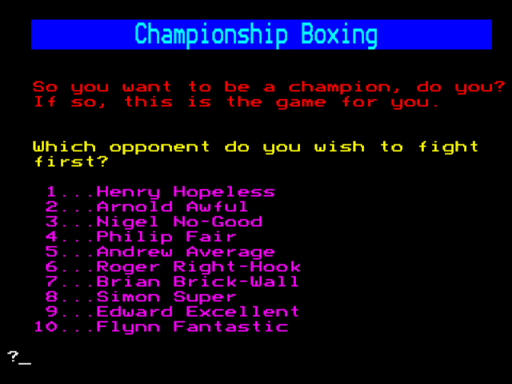 Championship Boxing
So you want to be a champion, do you?
If so, this is the game for you.
Which opponent do you wish to fight
first?
1...Henry Hopeless
2...Arnold Awful
3...Nigel No-Good
4...Philip Fair
5...Andrew Average
6...Roger Right-Hook
7...Brian Brick-Wall
8...Simon Super
9...Edward Excellent
10...Flynn Fantastic
?_